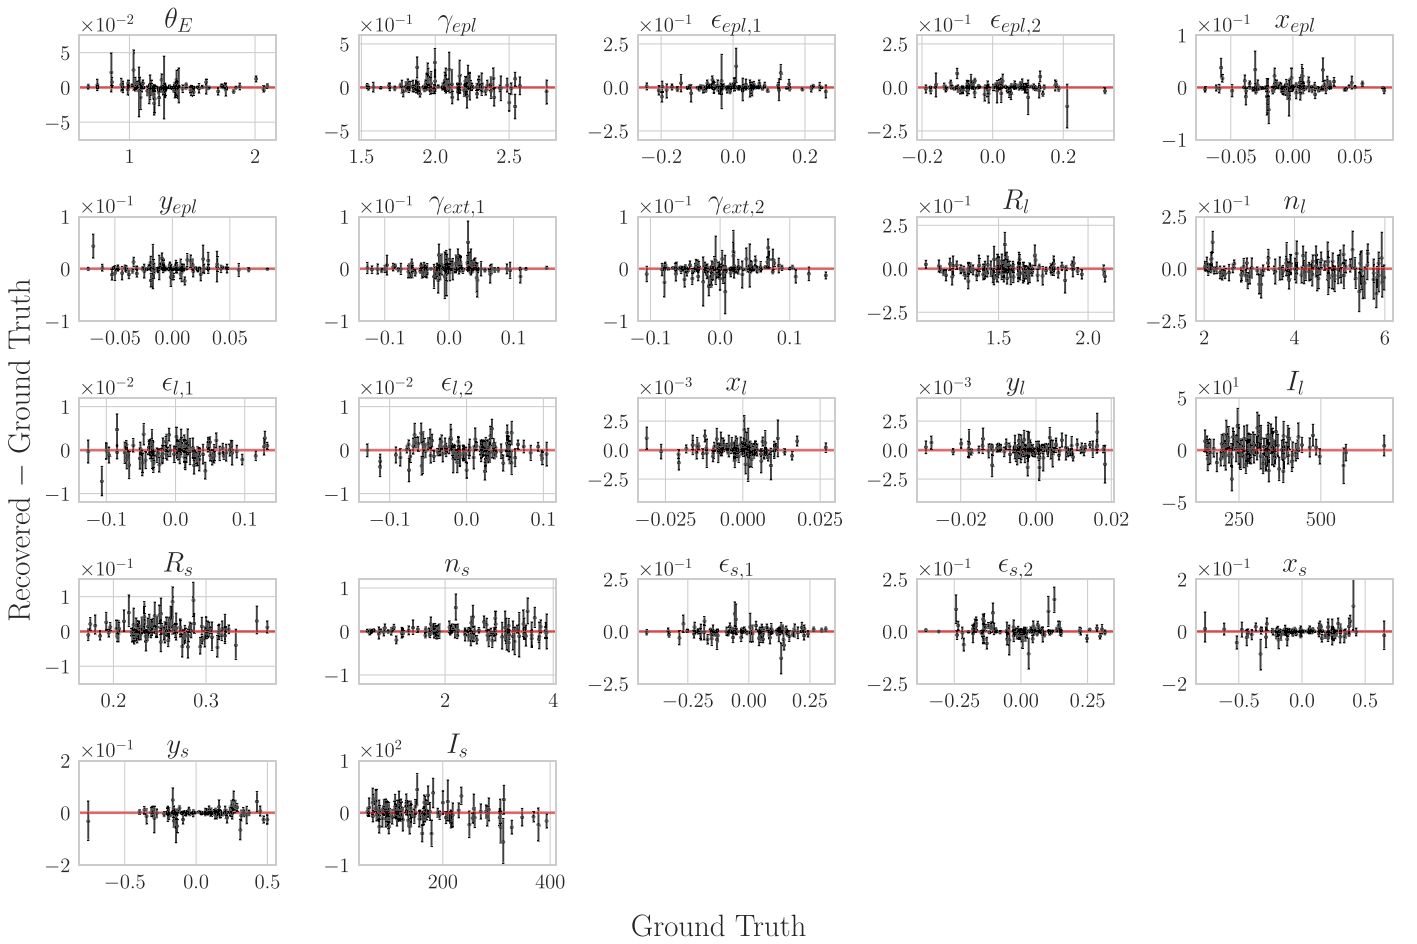 ×10⁻² θ_E
5
0
−5
1 2
×10⁻¹ γ_epl
5
0
−5
1.5 2.0 2.5
×10⁻¹ ϵ_epl,1
2.5
0.0
−2.5
−0.2 0.0 0.2
×10⁻¹ ϵ_epl,2
2.5
0.0
−2.5
−0.2 0.0 0.2
×10⁻¹ x_epl
1
0
−1
−0.05 0.00 0.05
×10⁻¹ y_epl
1
0
−1
−0.05 0.00 0.05
×10⁻¹ γ_ext,1
1
0
−1
−0.1 0.0 0.1
×10⁻¹ γ_ext,2
1
0
−1
−0.1 0.0 0.1
×10⁻¹ R_l
2.5
0.0
−2.5
1.5 2.0
×10⁻¹ n_l
2.5
0.0
−2.5
2 4 6
×10⁻² ϵ_l,1
1
0
−1
−0.1 0.0 0.1
×10⁻² ϵ_l,2
1
0
−1
−0.1 0.0 0.1
×10⁻³ x_l
2.5
0.0
−2.5
−0.025 0.000 0.025
×10⁻³ y_l
2.5
0.0
−2.5
−0.02 0.00 0.02
×10¹ I_l
5
0
−5
250 500
×10⁻¹ R_s
1
0
−1
0.2 0.3
n_s
1
0
−1
2 4
×10⁻¹ ϵ_s,1
2.5
0.0
−2.5
−0.25 0.00 0.25
×10⁻¹ ϵ_s,2
2.5
0.0
−2.5
−0.25 0.00 0.25
×10⁻¹ x_s
2
0
−2
−0.5 0.0 0.5
×10⁻¹ y_s
2
0
−2
−0.5 0.0 0.5
×10² I_s
1
0
−1
200 400
Recovered − Ground Truth
Ground Truth